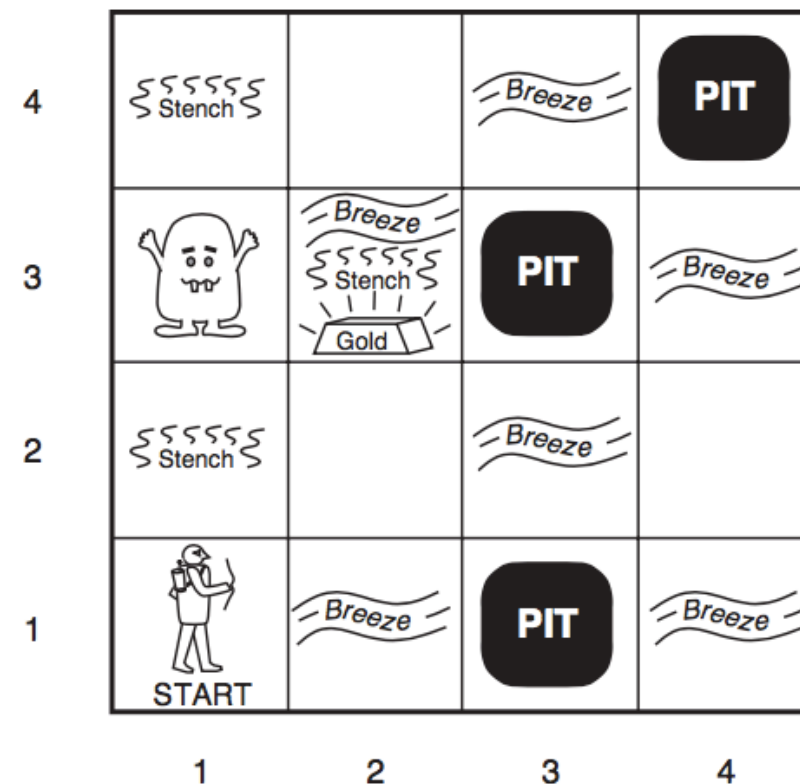 4 Stench Breeze PIT
Breeze
3 Stench PIT Breeze
Gold
2 Stench Breeze
1 Breeze PIT Breeze
START
1 2 3 4